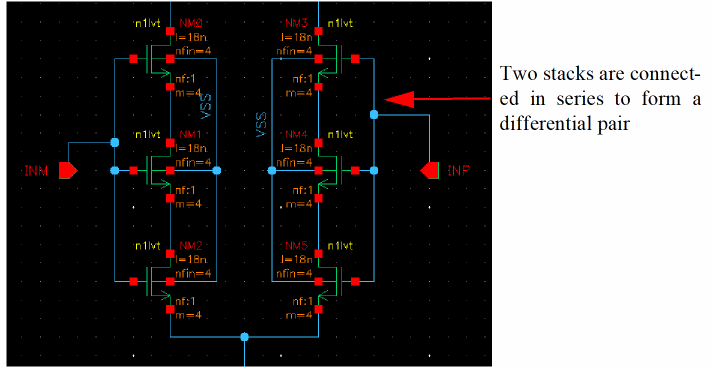 n1lvt NM0
l=18n
nfin=4
nf:1
m=4
VSS
n1lvt NM1
l=18n
nfin=4
nf:1
m=4
n1lvt NM2
l=18n
nfin=4
nf:1
m=4
INM
n1lvt NM3
l=18n
nfin=4
nf:1
m=4
VSS
n1lvt NM4
l=18n
nfin=4
nf:1
m=4
n1lvt NM5
l=18n
nfin=4
nf:1
m=4
INP
Two stacks are connect-
ed in series to form a
differential pair